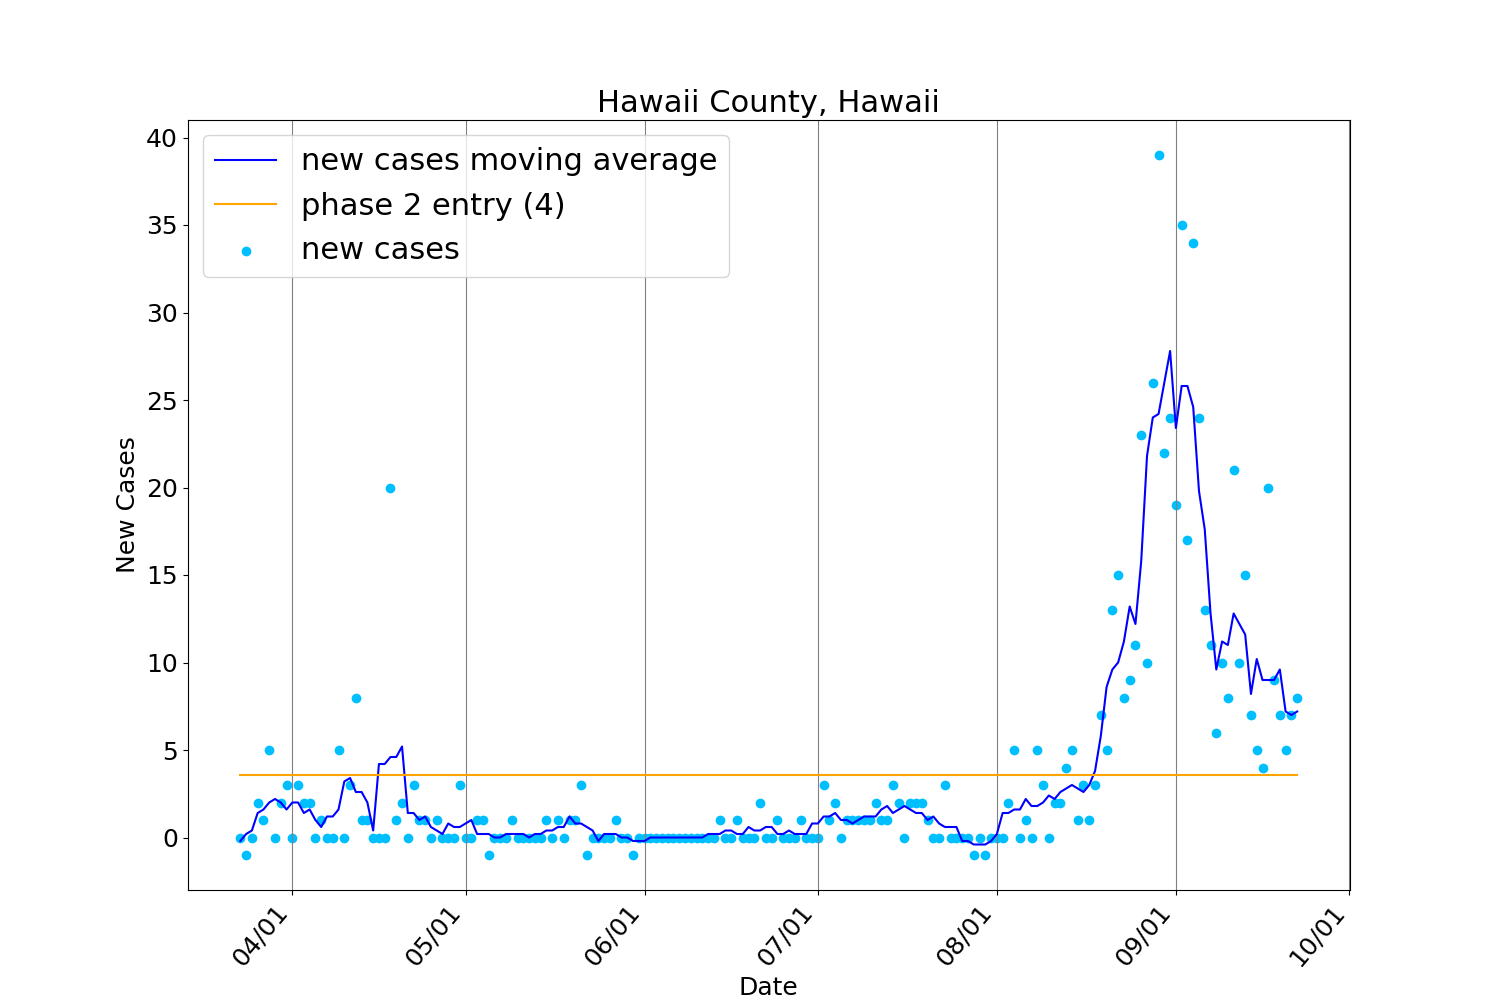 Hawaii County, Hawaii
new cases moving average
phase 2 entry (4)
new cases
40
35
30
25
20
15
10
5
0
New Cases
04/01
05/01
06/01
07/01
08/01
09/01
10/01
Date